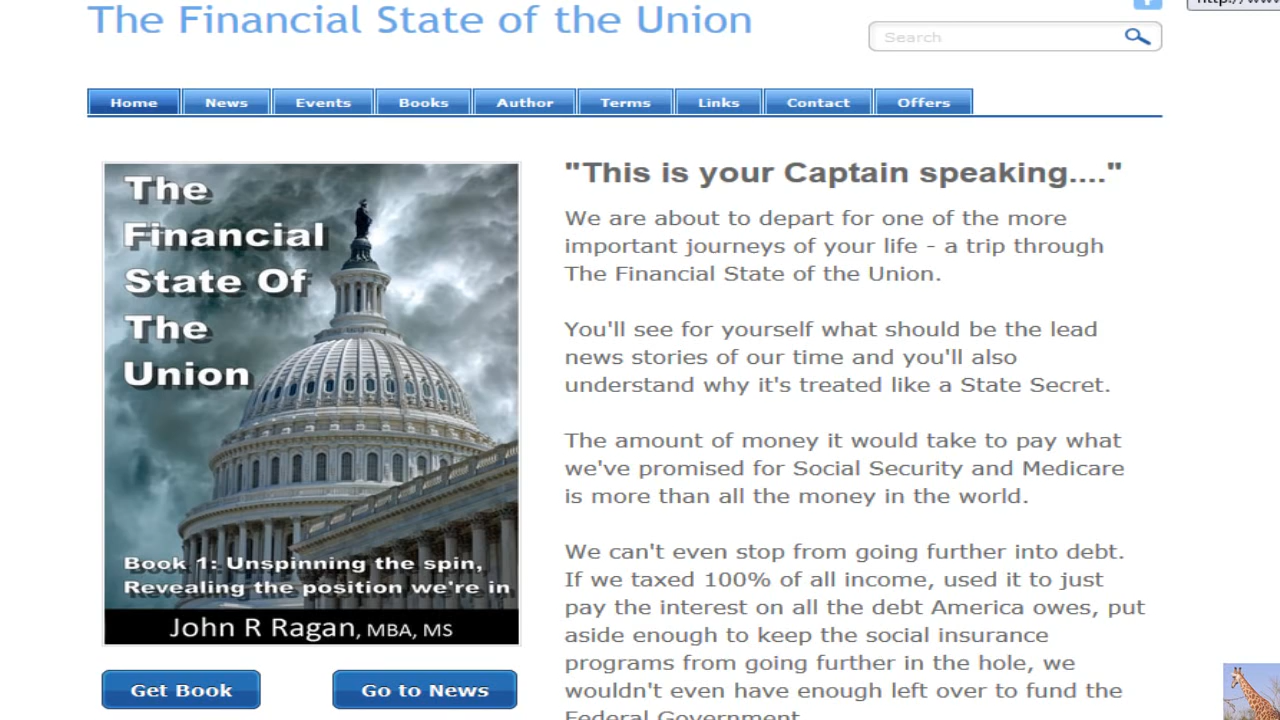 The Financial State of the Union
Search
Home
News
Events
Books
Author
Terms
Links
Contact
Offers
The
Financial
State Of
The
Union
Book 1: Unspinning the spin,
Revealing the position we're in
John R Ragan, MBA, MS
Get Book
Go to News
"This is your Captain speaking...."
We are about to depart for one of the more
important journeys of your life - a trip through
The Financial State of the Union.
You'll see for yourself what should be the lead
news stories of our time and you'll also
understand why it's treated like a State Secret.
The amount of money it would take to pay what
we've promised for Social Security and Medicare
is more than all the money in the world.
We can't even stop from going further into debt.
If we taxed 100% of all income, used it to just
pay the interest on all the debt America owes, put
aside enough to keep the social insurance
programs from going further in the hole, we
wouldn't even have enough left over to fund the
Federal Government